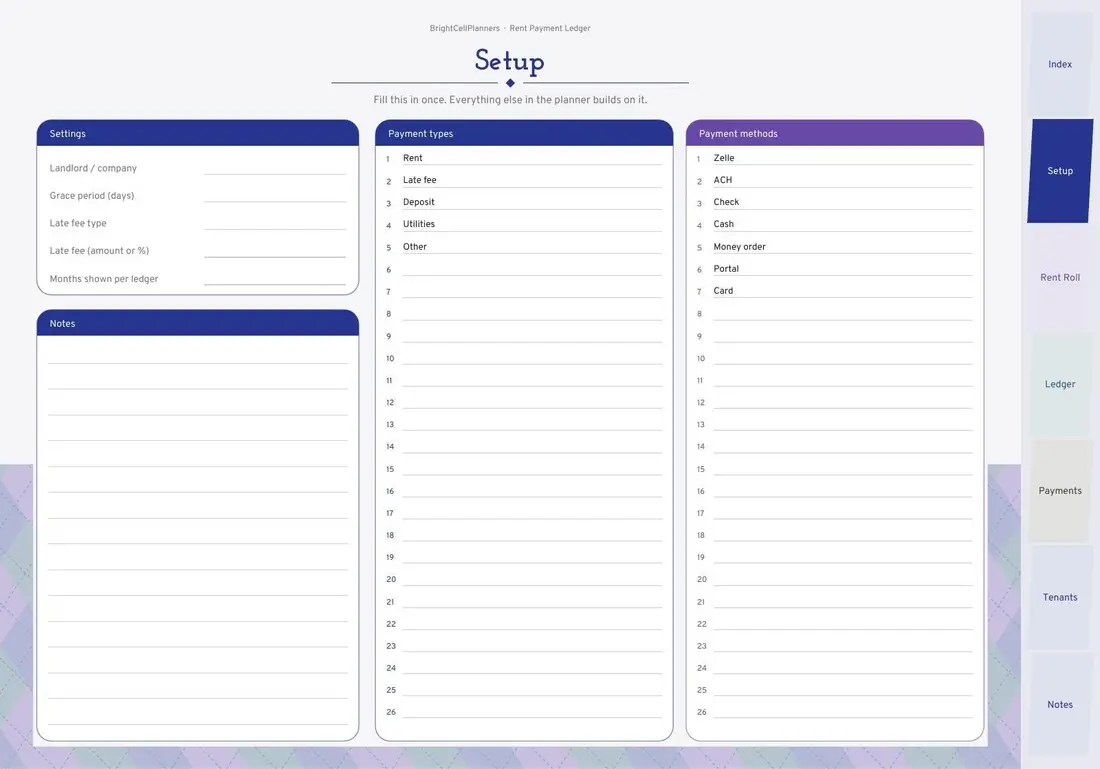 BrightCellPlanners · Rent Payment Ledger
Setup
Fill this in once. Everything else in the planner builds on it.
Settings
Landlord / company
Grace period (days)
Late fee type
Late fee (amount or %)
Months shown per ledger
Notes
Payment types
1 Rent
2 Late fee
3 Deposit
4 Utilities
5 Other
6
7
8
9
10
11
12
13
14
15
16
17
18
19
20
21
22
23
24
25
26
Payment methods
1 Zelle
2 ACH
3 Check
4 Cash
5 Money order
6 Portal
7 Card
8
9
10
11
12
13
14
15
16
17
18
19
20
21
22
23
24
25
26
Index
Setup
Rent Roll
Ledger
Payments
Tenants
Notes